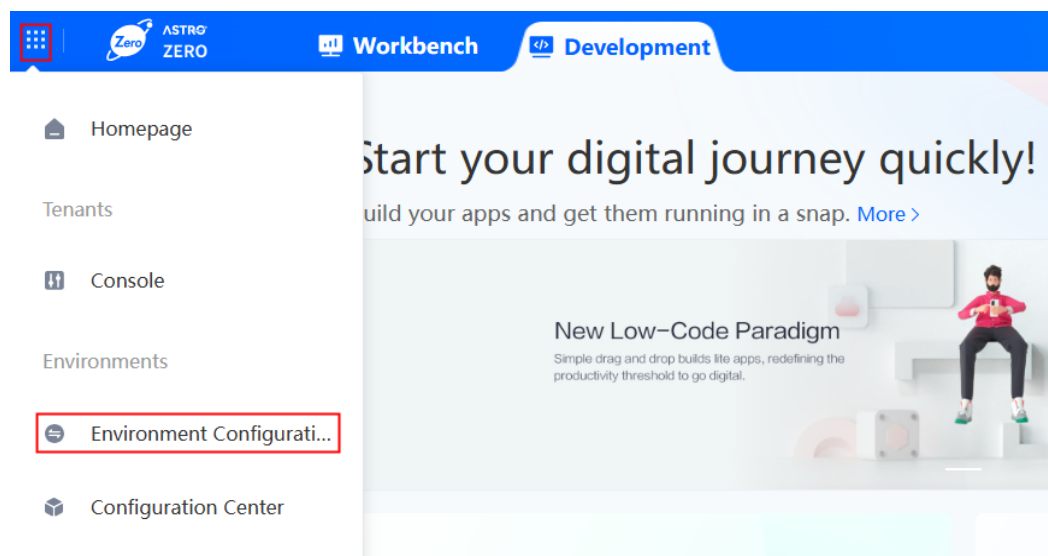 Zero
ASTRO
ZERO
Workbench
Development
Homepage
Tenants
Console
Environments
Environment Configurati...
Configuration Center
Start your digital journey quickly!
uild your apps and get them running in a snap. More >
New Low-Code Paradigm
Simple drag and drop builds lite apps, redefining the
productivity threshold to go digital.